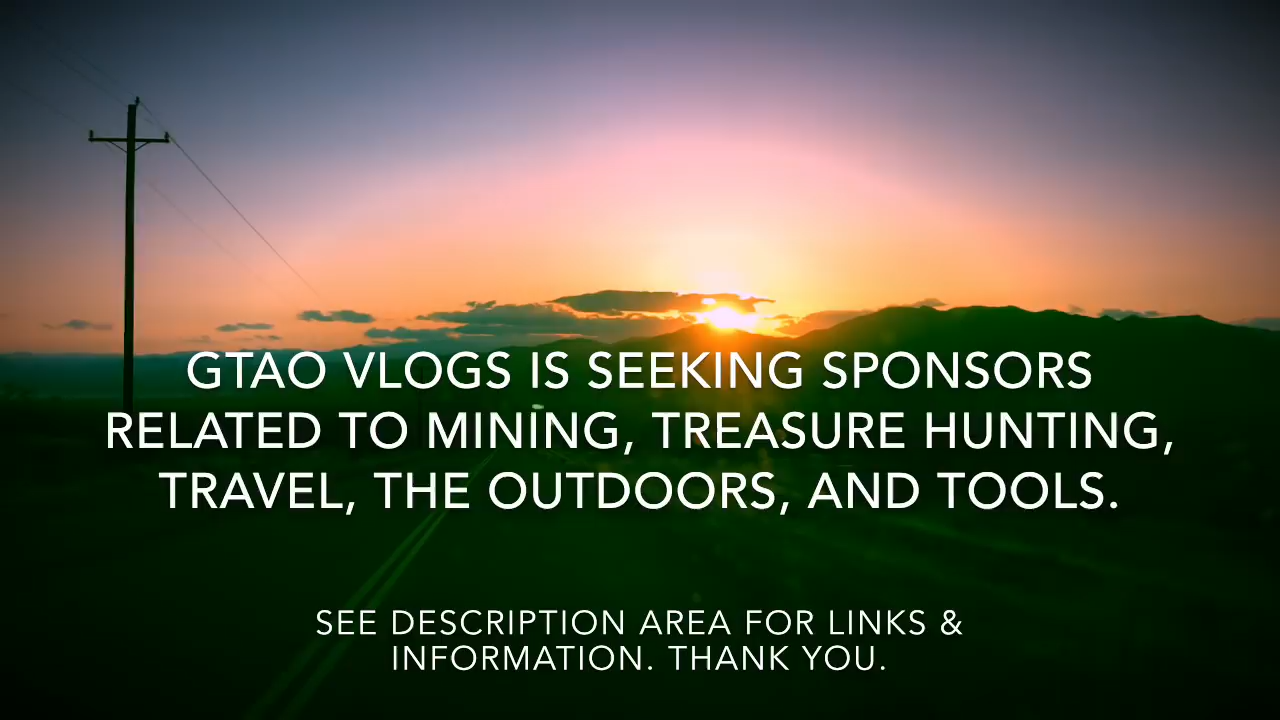 GTAO VLOGS IS SEEKING SPONSORS
RELATED TO MINING, TREASURE HUNTING,
TRAVEL, THE OUTDOORS, AND TOOLS.
SEE DESCRIPTION AREA FOR LINKS &
INFORMATION. THANK YOU.